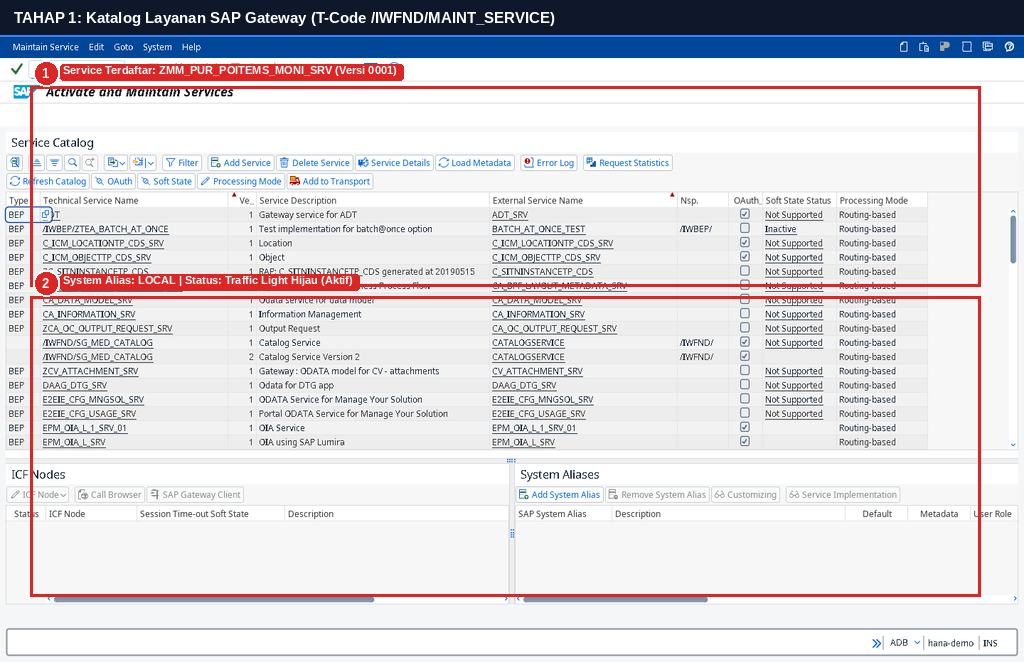 TAHAP 1: Katalog Layanan SAP Gateway (T-Code /IWFND/MAINT_SERVICE)
Maintain Service Edit Goto System Help
1 Service Terdaftar: ZMM_PUR_POITEMS_MONI_SRV (Versi 0001)
SAP Activate and Maintain Services
Service Catalog
Filter Add Service Delete Service Service Details Load Metadata Error Log Request Statistics
Refresh Catalog OAuth Soft State Processing Mode Add to Transport
Type Technical Service Name Ve.. Service Description External Service Name Nsp. OAuth. Soft State Status Processing Mode
BEP DT 1 Gateway service for ADT ADT_SRV Not Supported Routing-based
BEP /IWBEP/ZTEA_BATCH_AT_ONCE 1 Test implementation for batch@once option BATCH_AT_ONCE_TEST /IWBEP/ Inactive Routing-based
BEP C_ICM_LOCATIONTP_CDS_SRV 1 Location C_ICM_LOCATIONTP_CDS_SRV Not Supported Routing-based
BEP C_ICM_OBJECTTP_CDS_SRV 1 Object C_ICM_OBJECTTP_CDS_SRV Not Supported Routing-based
BEP ZC_SITNINSTANCETP_CDS 1 RAP: C_SITNINSTANCETP_CDS generated at 20190515 C_SITNINSTANCETP_CDS Not Supported Routing-based
2 System Alias: LOCAL | Status: Traffic Light Hijau (Aktif)
BEP Process Flow CA_BPF_LAYOUT_METADATA_SRV Not Supported Routing-based
BEP CA_DATA_MODEL_SRV 1 Odata service for data model CA_DATA_MODEL_SRV Not Supported Routing-based
BEP CA_INFORMATION_SRV 1 Information Management CA_INFORMATION_SRV Not Supported Routing-based
BEP ZCA_OC_OUTPUT_REQUEST_SRV 1 Output Request CA_OC_OUTPUT_REQUEST_SRV Not Supported Routing-based
/IWFND/SG_MED_CATALOG 1 Catalog Service CATALOGSERVICE /IWFND/ Not Supported Routing-based
/IWFND/SG_MED_CATALOG 2 Catalog Service Version 2 CATALOGSERVICE /IWFND/ Routing-based
BEP ZCV_ATTACHMENT_SRV 1 Gateway : ODATA model for CV - attachments CV_ATTACHMENT_SRV Not Supported Routing-based
BEP DAAG_DTG_SRV 1 Odata for DTG app DAAG_DTG_SRV Not Supported Routing-based
BEP E2EIE_CFG_MNGSOL_SRV 1 ODATA Service for Manage Your Solution E2EIE_CFG_MNGSOL_SRV Not Supported Routing-based
BEP E2EIE_CFG_USAGE_SRV 1 Portal ODATA Service for Manage Your Solution E2EIE_CFG_USAGE_SRV Not Supported Routing-based
BEP EPM_OIA_L_1_SRV_01 1 OIA Service EPM_OIA_L_1_SRV_01 Routing-based
BEP EPM_OIA_L_SRV 1 OIA using SAP Lumira EPM_OIA_L_SRV Routing-based
ICF Nodes System Aliases
ICF Node Call Browser SAP Gateway Client Add System Alias Remove System Alias Customizing Service Implementation
Status ICF Node Session Time-out Soft State Description SAP System Alias Description Default Metadata User Role
ADB hana-demo INS